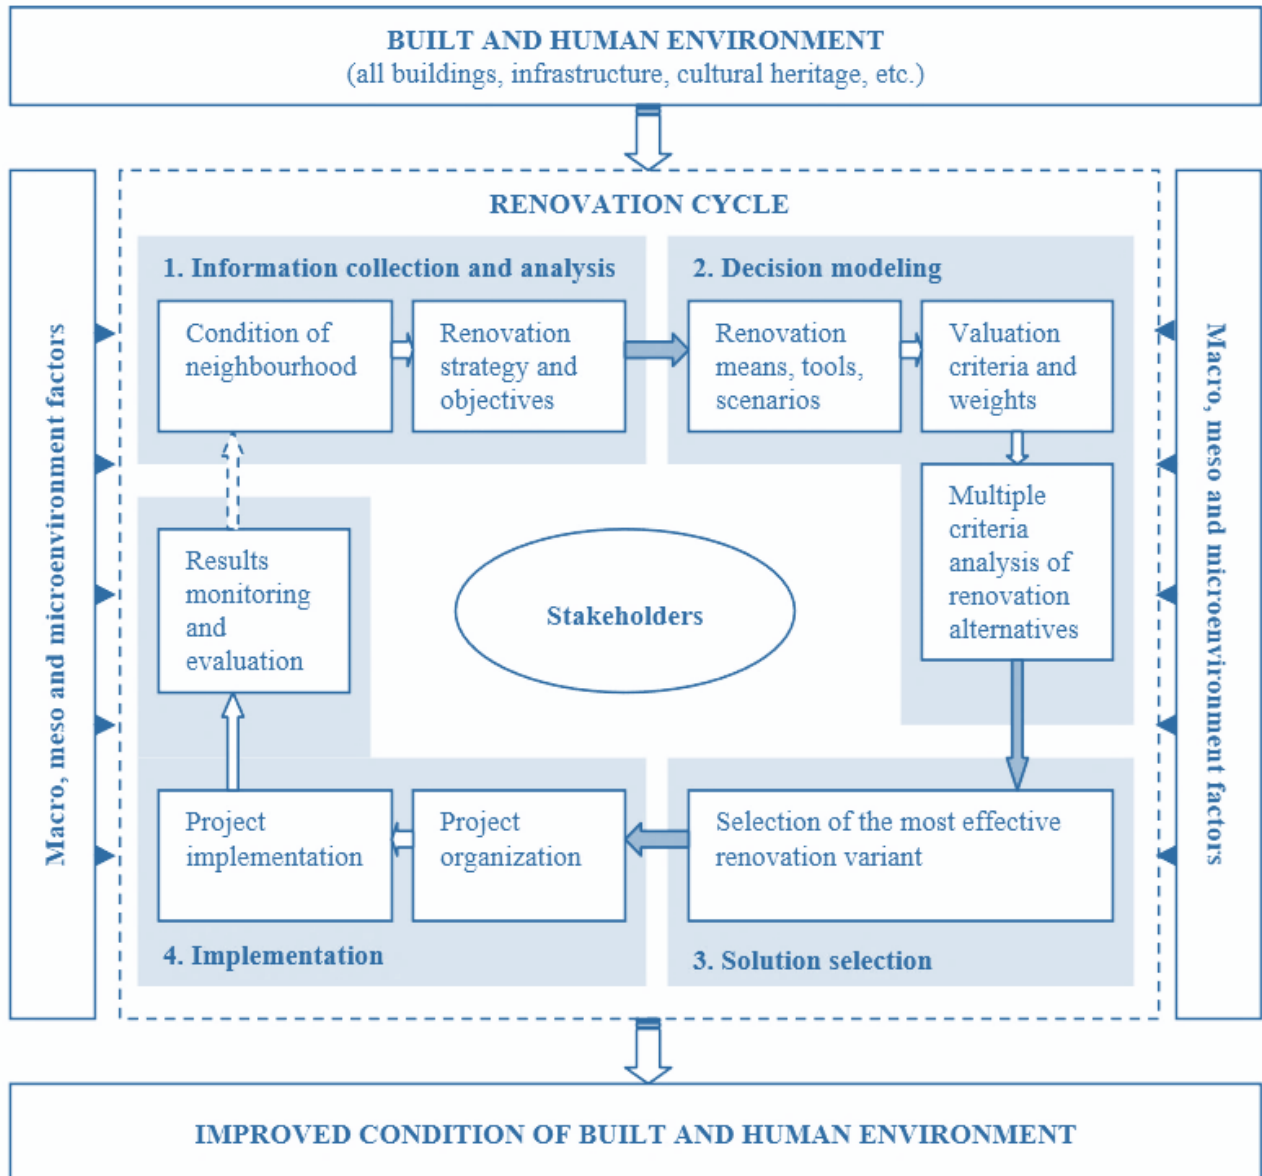 BUILT AND HUMAN ENVIRONMENT
(all buildings, infrastructure, cultural heritage, etc.)
Macro, meso and microenvironment factors
RENOVATION CYCLE
1. Information collection and analysis
Condition of
neighbourhood
Renovation
strategy and
objectives
2. Decision modeling
Renovation
means, tools,
scenarios
Valuation
criteria and
weights
Multiple
criteria
analysis of
renovation
alternatives
Stakeholders
Results
monitoring
and
evaluation
Selection of the most effective
renovation variant
3. Solution selection
Project
organization
Project
implementation
4. Implementation
Macro, meso and microenvironment factors
IMPROVED CONDITION OF BUILT AND HUMAN ENVIRONMENT